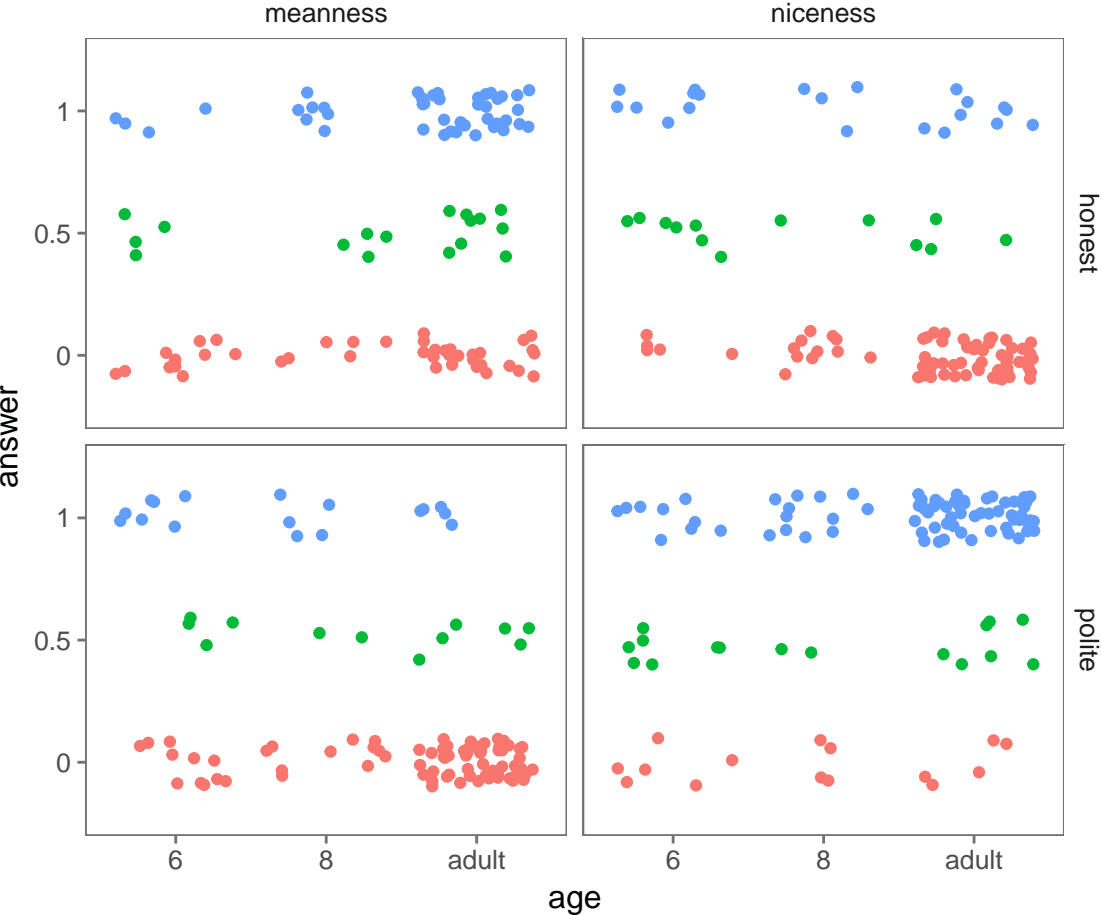 meanness
niceness
1
0.5
0
honest
answer
1
0.5
0
polite
6
8
adult
6
8
adult
age